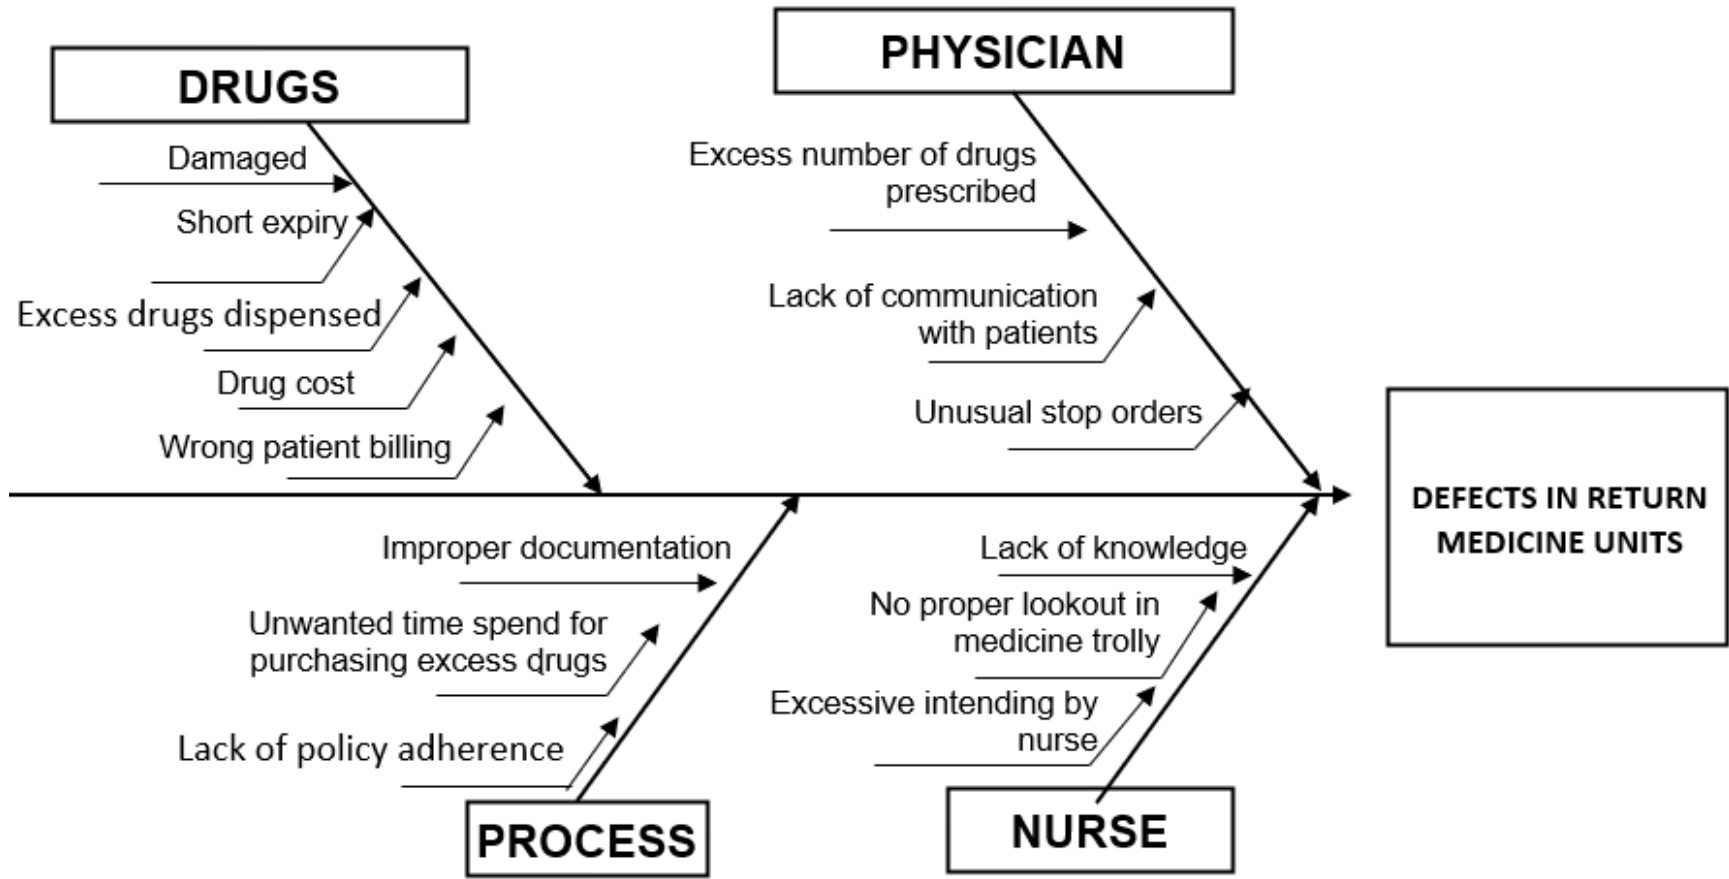 DRUGS
Damaged
Short expiry
Excess drugs dispensed
Drug cost
Wrong patient billing
PHYSICIAN
Excess number of drugs
prescribed
Lack of communication
with patients
Unusual stop orders
DEFECTS IN RETURN
MEDICINE UNITS
Improper documentation
Unwanted time spend for
purchasing excess drugs
Lack of policy adherence
PROCESS
Lack of knowledge
No proper lookout in
medicine trolly
Excessive intending by
nurse
NURSE